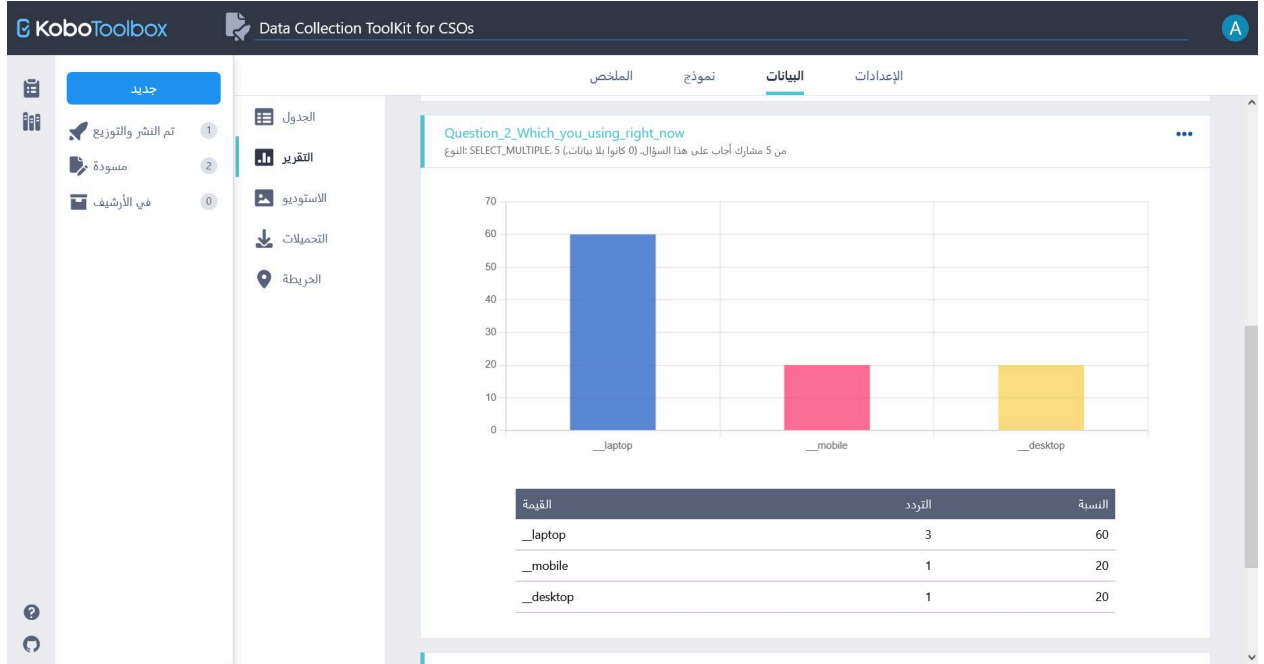 KoboToolbox
Data Collection ToolKit for CSOs
A
الملخص
نموذج
البيانات
الإعدادات
جديد
تم النشر والتوزيع 1
مسودة 2
في الأرشيف 0
الجدول
التقرير
الاستوديو
التحميلات
الخريطة
Question_2_Which_you_using_right_now
النوع: SELECT_MULTIPLE. 5 من 5 مشارك أجاب على هذا السؤال. (0 كانوا بلا بيانات.)
70
60
50
40
30
20
10
0
__laptop __mobile __desktop
القيمة التردد النسبة
__laptop 3 60
__mobile 1 20
__desktop 1 20